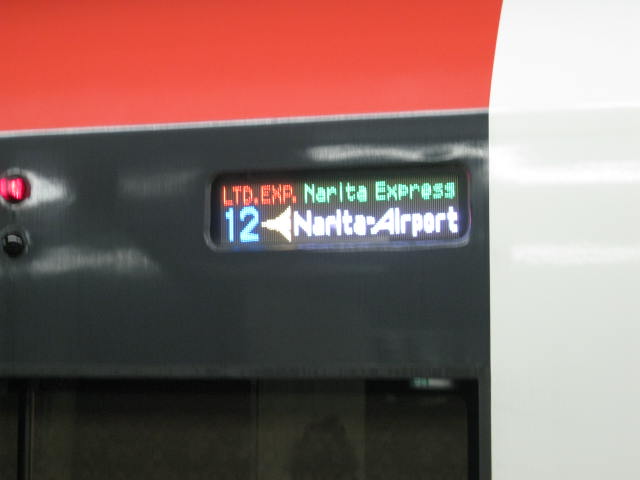 LTD.EXP. Narita Express
12 Narita-Airport